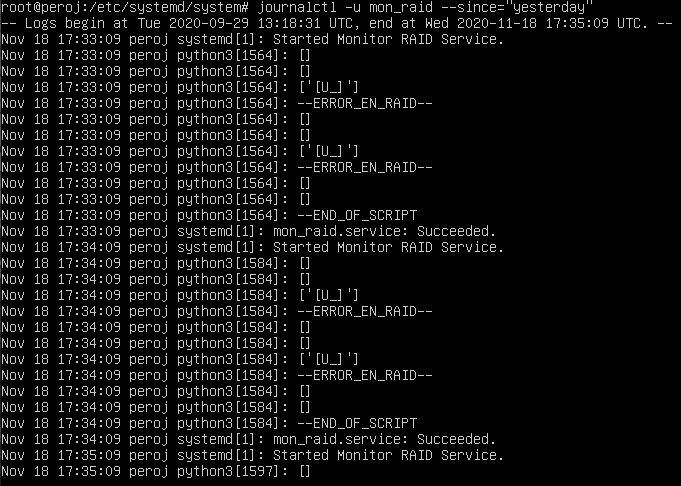 root@peroj:/etc/systemd/system# journalctl -u mon_raid --since="yesterday"
-- Logs begin at Tue 2020-09-29 13:18:31 UTC, end at Wed 2020-11-18 17:35:09 UTC. --
Nov 18 17:33:09 peroj systemd[1]: Started Monitor RAID Service.
Nov 18 17:33:09 peroj python3[1564]: []
Nov 18 17:33:09 peroj python3[1564]: []
Nov 18 17:33:09 peroj python3[1564]: ['[U_]']
Nov 18 17:33:09 peroj python3[1564]: --ERROR_EN_RAID--
Nov 18 17:33:09 peroj python3[1564]: []
Nov 18 17:33:09 peroj python3[1564]: []
Nov 18 17:33:09 peroj python3[1564]: ['[U_]']
Nov 18 17:33:09 peroj python3[1564]: --ERROR_EN_RAID--
Nov 18 17:33:09 peroj python3[1564]: []
Nov 18 17:33:09 peroj python3[1564]: []
Nov 18 17:33:09 peroj python3[1564]: --END_OF_SCRIPT
Nov 18 17:33:09 peroj systemd[1]: mon_raid.service: Succeeded.
Nov 18 17:34:09 peroj systemd[1]: Started Monitor RAID Service.
Nov 18 17:34:09 peroj python3[1584]: []
Nov 18 17:34:09 peroj python3[1584]: []
Nov 18 17:34:09 peroj python3[1584]: ['[U_]']
Nov 18 17:34:09 peroj python3[1584]: --ERROR_EN_RAID--
Nov 18 17:34:09 peroj python3[1584]: []
Nov 18 17:34:09 peroj python3[1584]: []
Nov 18 17:34:09 peroj python3[1584]: ['[U_]']
Nov 18 17:34:09 peroj python3[1584]: --ERROR_EN_RAID--
Nov 18 17:34:09 peroj python3[1584]: []
Nov 18 17:34:09 peroj python3[1584]: []
Nov 18 17:34:09 peroj python3[1584]: --END_OF_SCRIPT
Nov 18 17:34:09 peroj systemd[1]: mon_raid.service: Succeeded.
Nov 18 17:35:09 peroj systemd[1]: Started Monitor RAID Service.
Nov 18 17:35:09 peroj python3[1597]: []